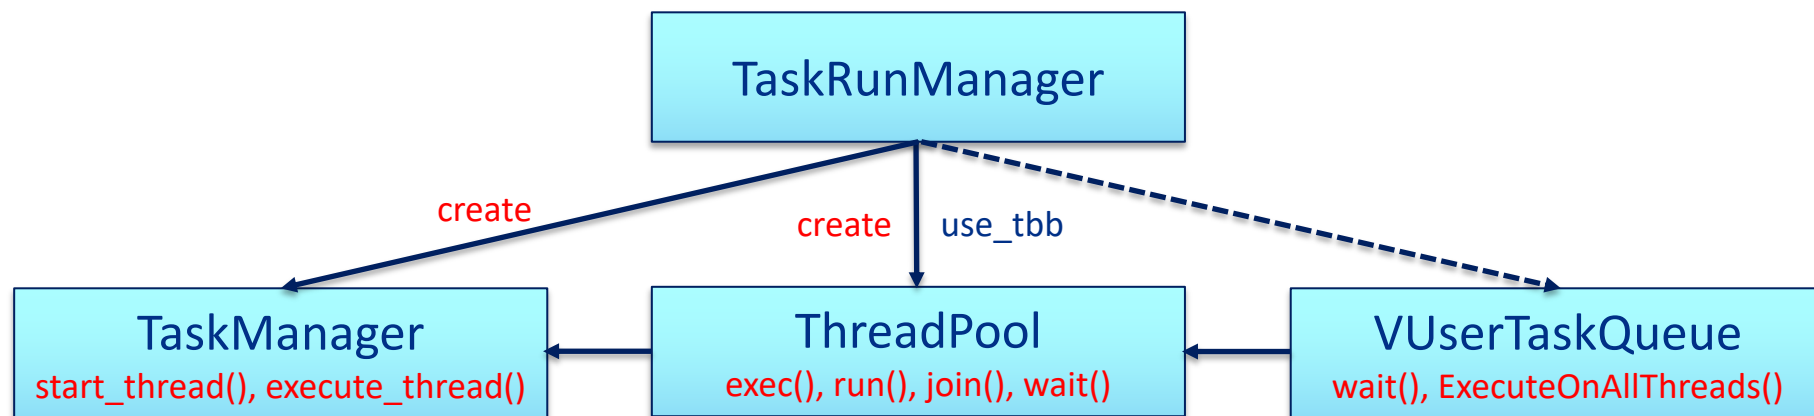 TaskRunManager
create
create
use_tbb
TaskManager
start_thread(), execute_thread()
ThreadPool
exec(), run(), join(), wait()
VUserTaskQueue
wait(), ExecuteOnAllThreads()